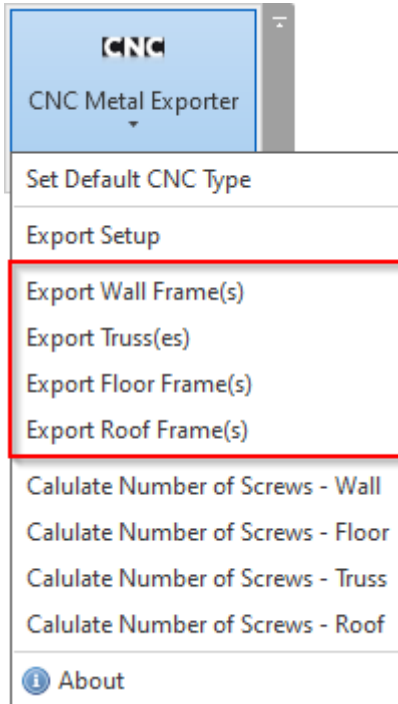 CNC
CNC Metal Exporter
Set Default CNC Type
Export Setup
Export Wall Frame(s)
Export Truss(es)
Export Floor Frame(s)
Export Roof Frame(s)
Calulate Number of Screws - Wall
Calulate Number of Screws - Floor
Calulate Number of Screws - Truss
Calulate Number of Screws - Roof
About